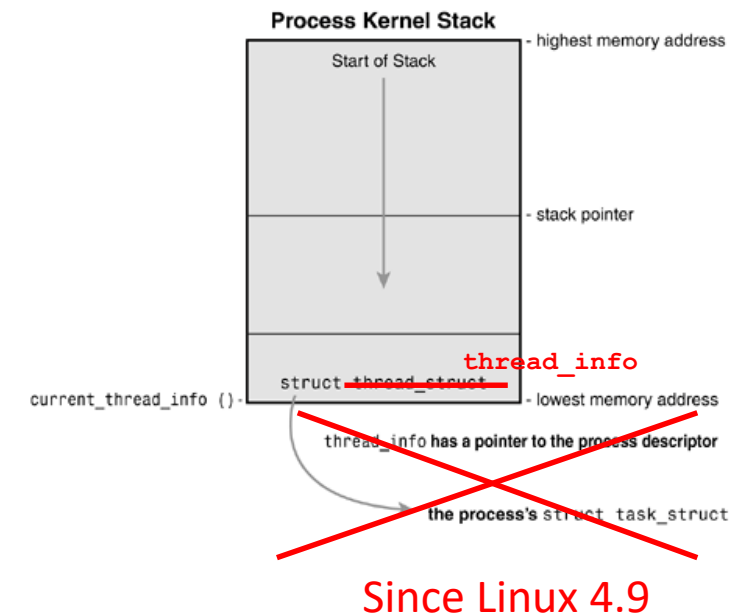 Process Kernel Stack
- highest memory address
Start of Stack
- stack pointer
thread_info
struct thread_struct
current_thread_info () -
- lowest memory address
thread_info has a pointer to the process descriptor
the process's struct task_struct
Since Linux 4.9